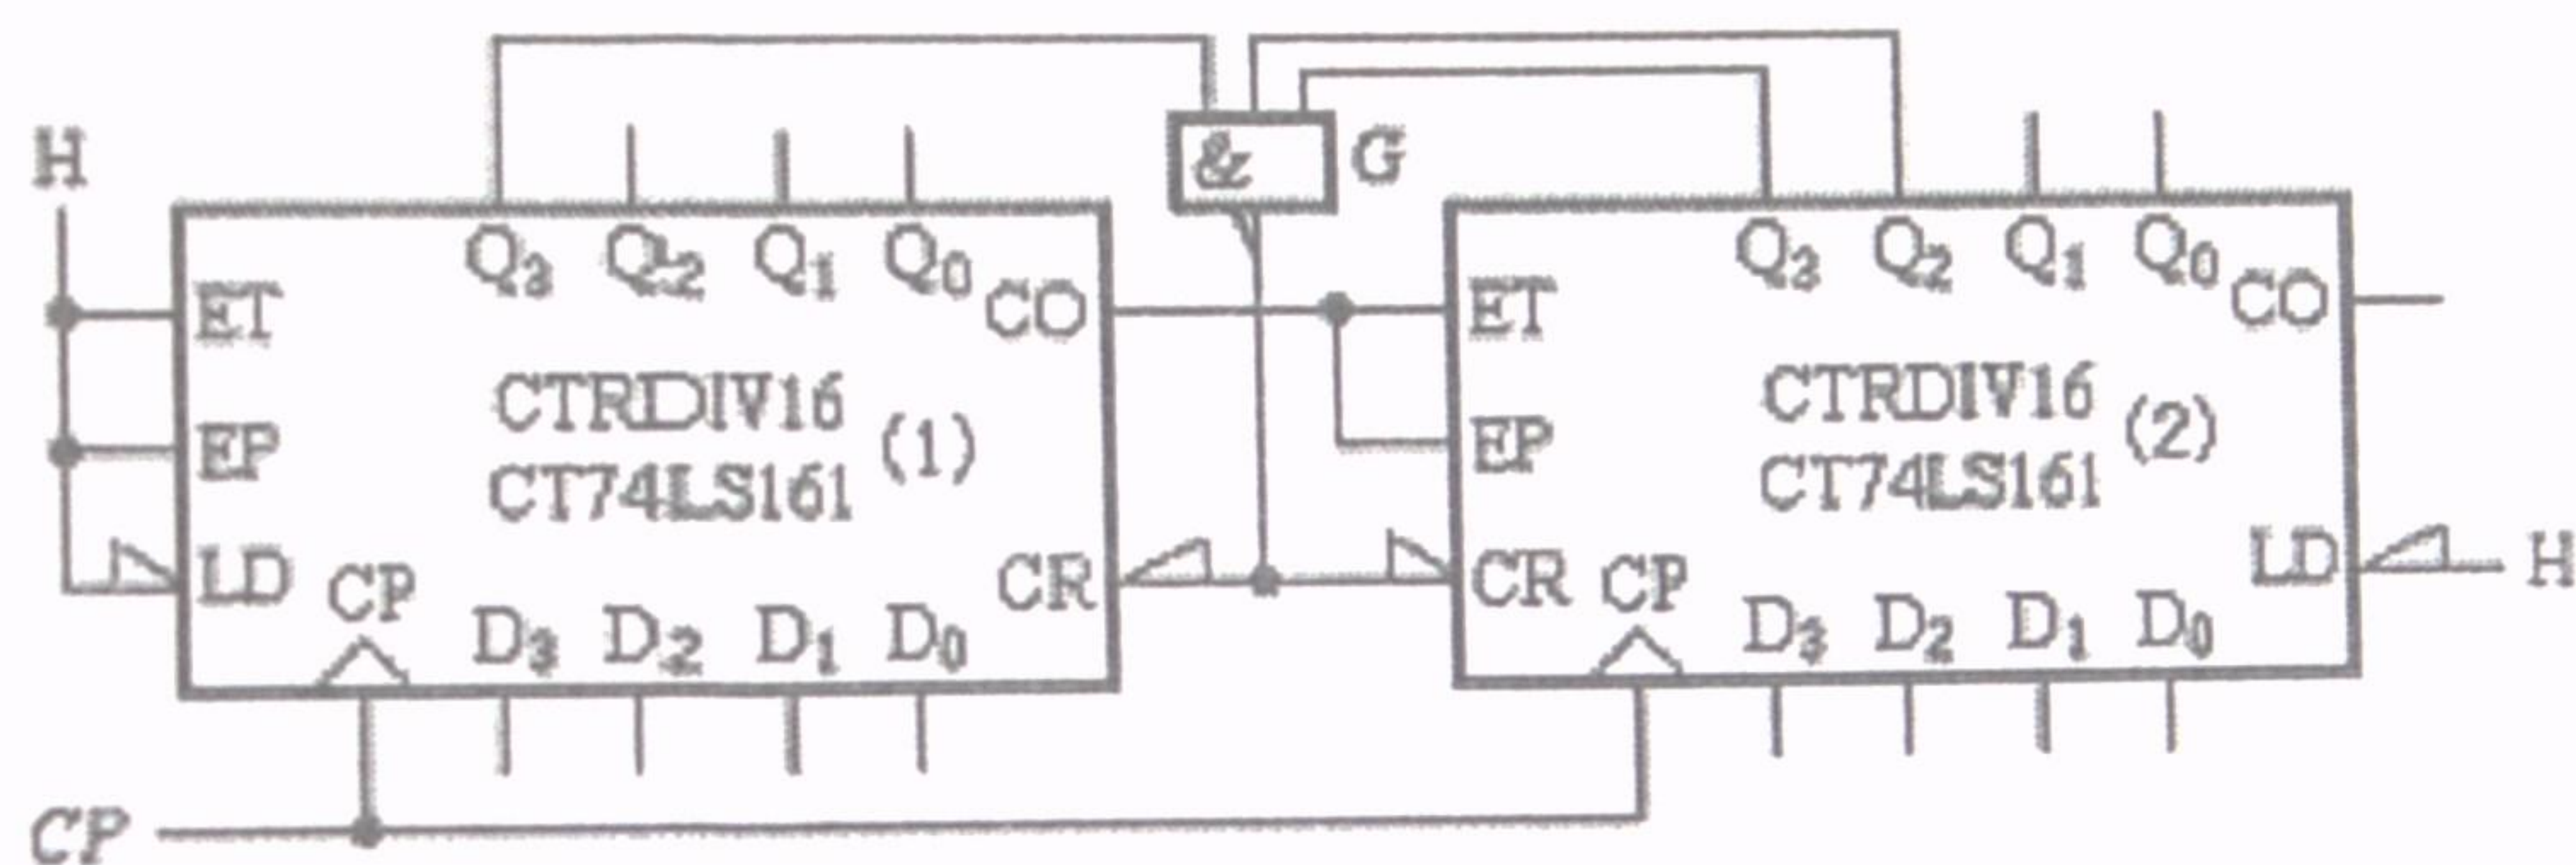 H & G
Q3 Q2 Q1 Q0 Q3 Q2 Q1 Q0
ET CO ET CO
CTRDIV16 CTRDIV16
(1) (2)
EP EP
CT74LS161 CT74LS161
LD CP CR CR CP LD H
D3 D2 D1 D0 D3 D2 D1 D0
CP